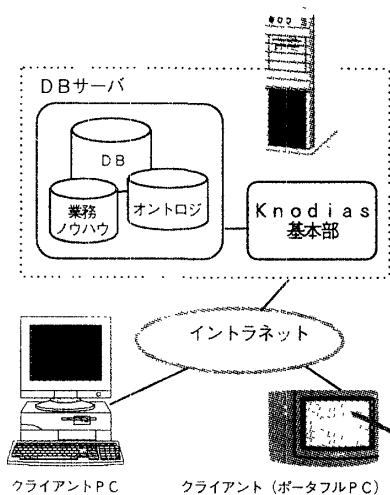 DBサーバ
DB
業務
ノウハウ
オントロジ
Knodias
基本部
イントラネット
クライアントPC
クライアント(ポータフルPC)